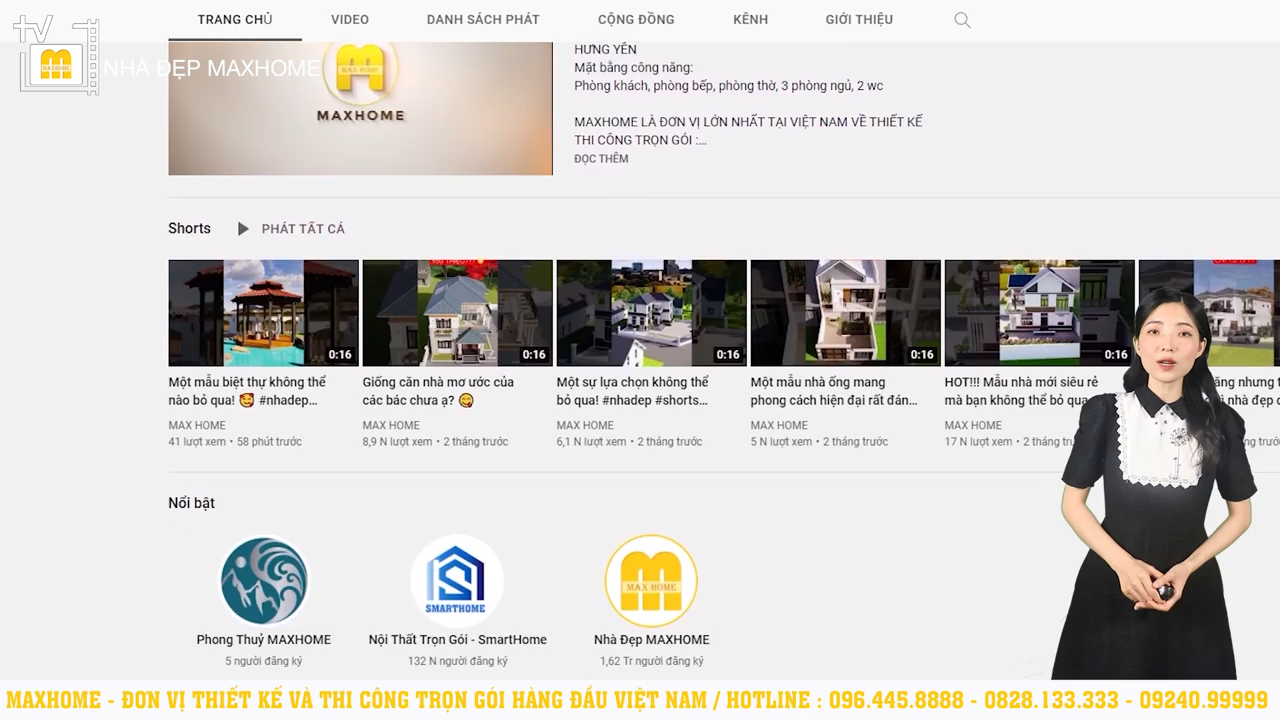 TRANG CHỦ VIDEO DANH SÁCH PHÁT CỘNG ĐỒNG KÊNH GIỚI THIỆU
TV
NHÀ ĐẸP MAXHOME
MAX HOME
MAXHOME
HƯNG YÊN
Mặt bằng công năng:
Phòng khách, phòng bếp, phòng thờ, 3 phòng ngủ, 2 wc
MAXHOME LÀ ĐƠN VỊ LỚN NHẤT TẠI VIỆT NAM VỀ THIẾT KẾ
THI CÔNG TRỌN GÓI :...
ĐỌC THÊM
Shorts PHÁT TẤT CẢ
0:16 0:16 0:16 0:16 0:16
Một mẫu biệt thự không thể
nào bỏ qua! 🥰 #nhadep...
MAX HOME
41 lượt xem • 58 phút trước
Giống căn nhà mơ ước của
các bác chưa ạ? 😋
MAX HOME
8,9 N lượt xem • 2 tháng trước
Một sự lựa chọn không thể
bỏ qua! #nhadep #shorts...
MAX HOME
6,1 N lượt xem • 2 tháng trước
Một mẫu nhà ống mang
phong cách hiện đại rất đán...
MAX HOME
5 N lượt xem • 2 tháng trước
HOT!!! Mẫu nhà mới siêu rẻ
mà bạn không thể bỏ qua
MAX HOME
17 N lượt xem • 2 tháng
Nổi bật
SMARTHOME
MAX HOME
Phong Thuỷ MAXHOME
5 người đăng ký
Nội Thất Trọn Gói - SmartHome
132 N người đăng ký
Nhà Đẹp MAXHOME
1,62 Tr người đăng ký
MAXHOME - ĐƠN VỊ THIẾT KẾ VÀ THI CÔNG TRỌN GÓI HÀNG ĐẦU VIỆT NAM / HOTLINE : 096.445.8888 - 0828.133.333 - 09240.99999